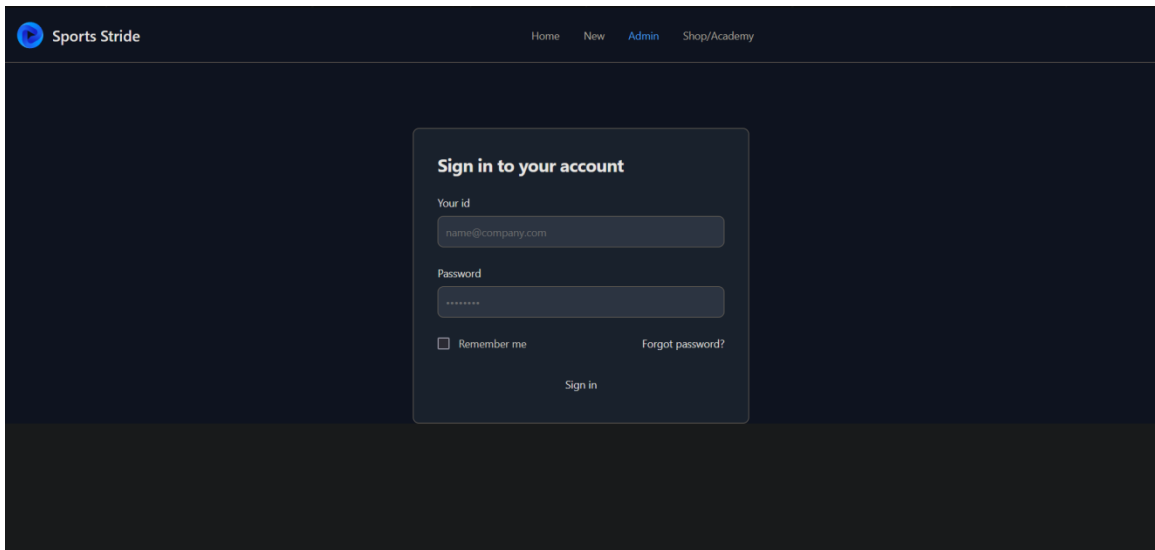 Sports Stride
Home New Admin Shop/Academy
Sign in to your account
Your id
name@company.com
Password
••••••••
Remember me Forgot password?
Sign in